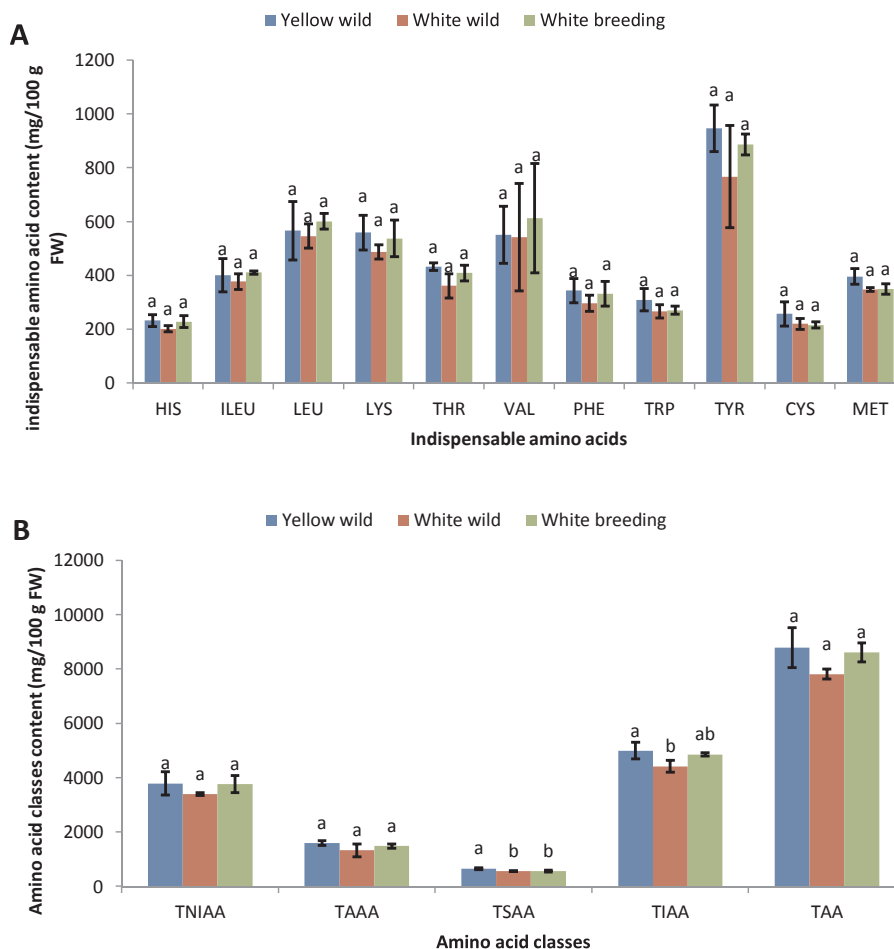 Yellow wild White wild White breeding
A
indispensable amino acid content (mg/100 g
FW)
1200
1000
800
600
400
200
0
a a a a a a a a a a a a a a a a a a a a a a a a a a a a a a a a a
HIS ILEU LEU LYS THR VAL PHE TRP TYR CYS MET
Indispensable amino acids
Yellow wild White wild White breeding
B
Amino acid classes content (mg/100 g FW)
12000
10000
8000
6000
4000
2000
0
a a a a a a a b b a b ab a a a
TNIAA TAAA TSAA TIAA TAA
Amino acid classes